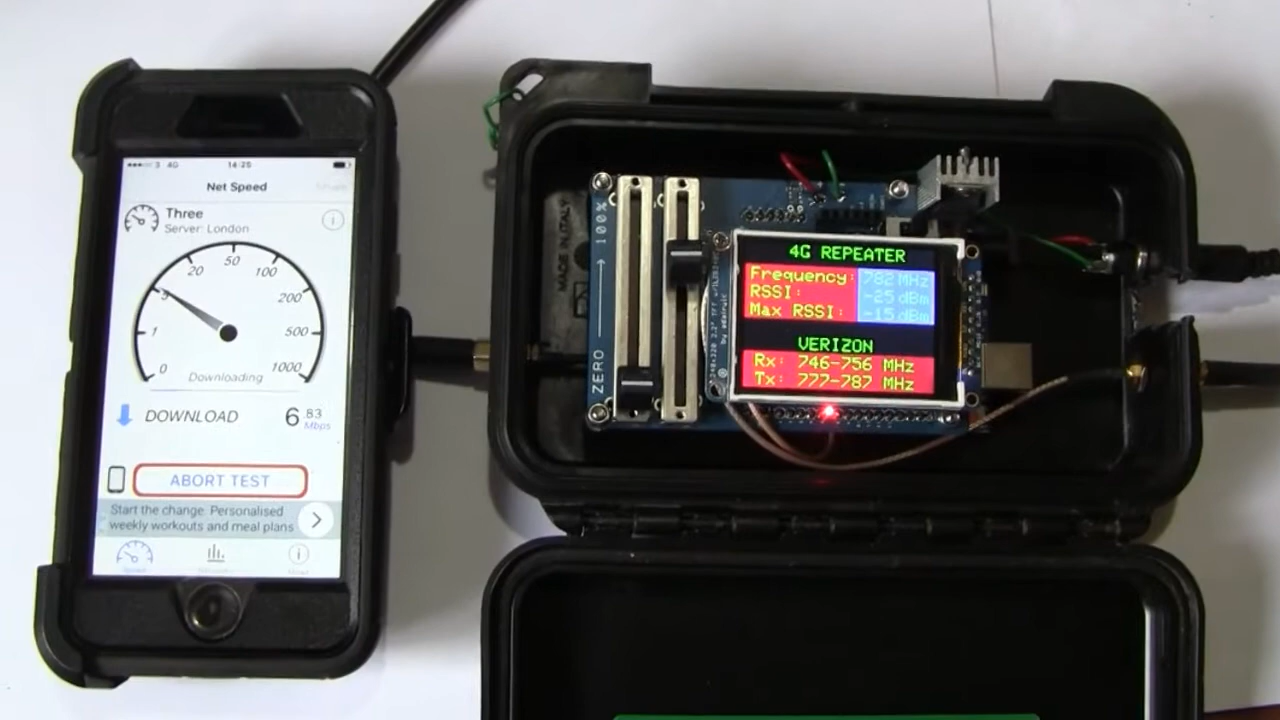 3 4G 14:25
Net Speed
Three
Server: London
0
1
5
20
50
100
200
500
1000
Downloading
DOWNLOAD 6.83 Mbps
ABORT TEST
Start the change. Personalised
weekly workouts and meal plans
Speed
MADE IN ITALY
ZERO 100%
4G REPEATER
Frequency: 782 MHz
RSSI: -25 dBm
Max RSSI: -15 dBm
VERIZON
Rx: 746-756 MHz
Tx: 777-787 MHz